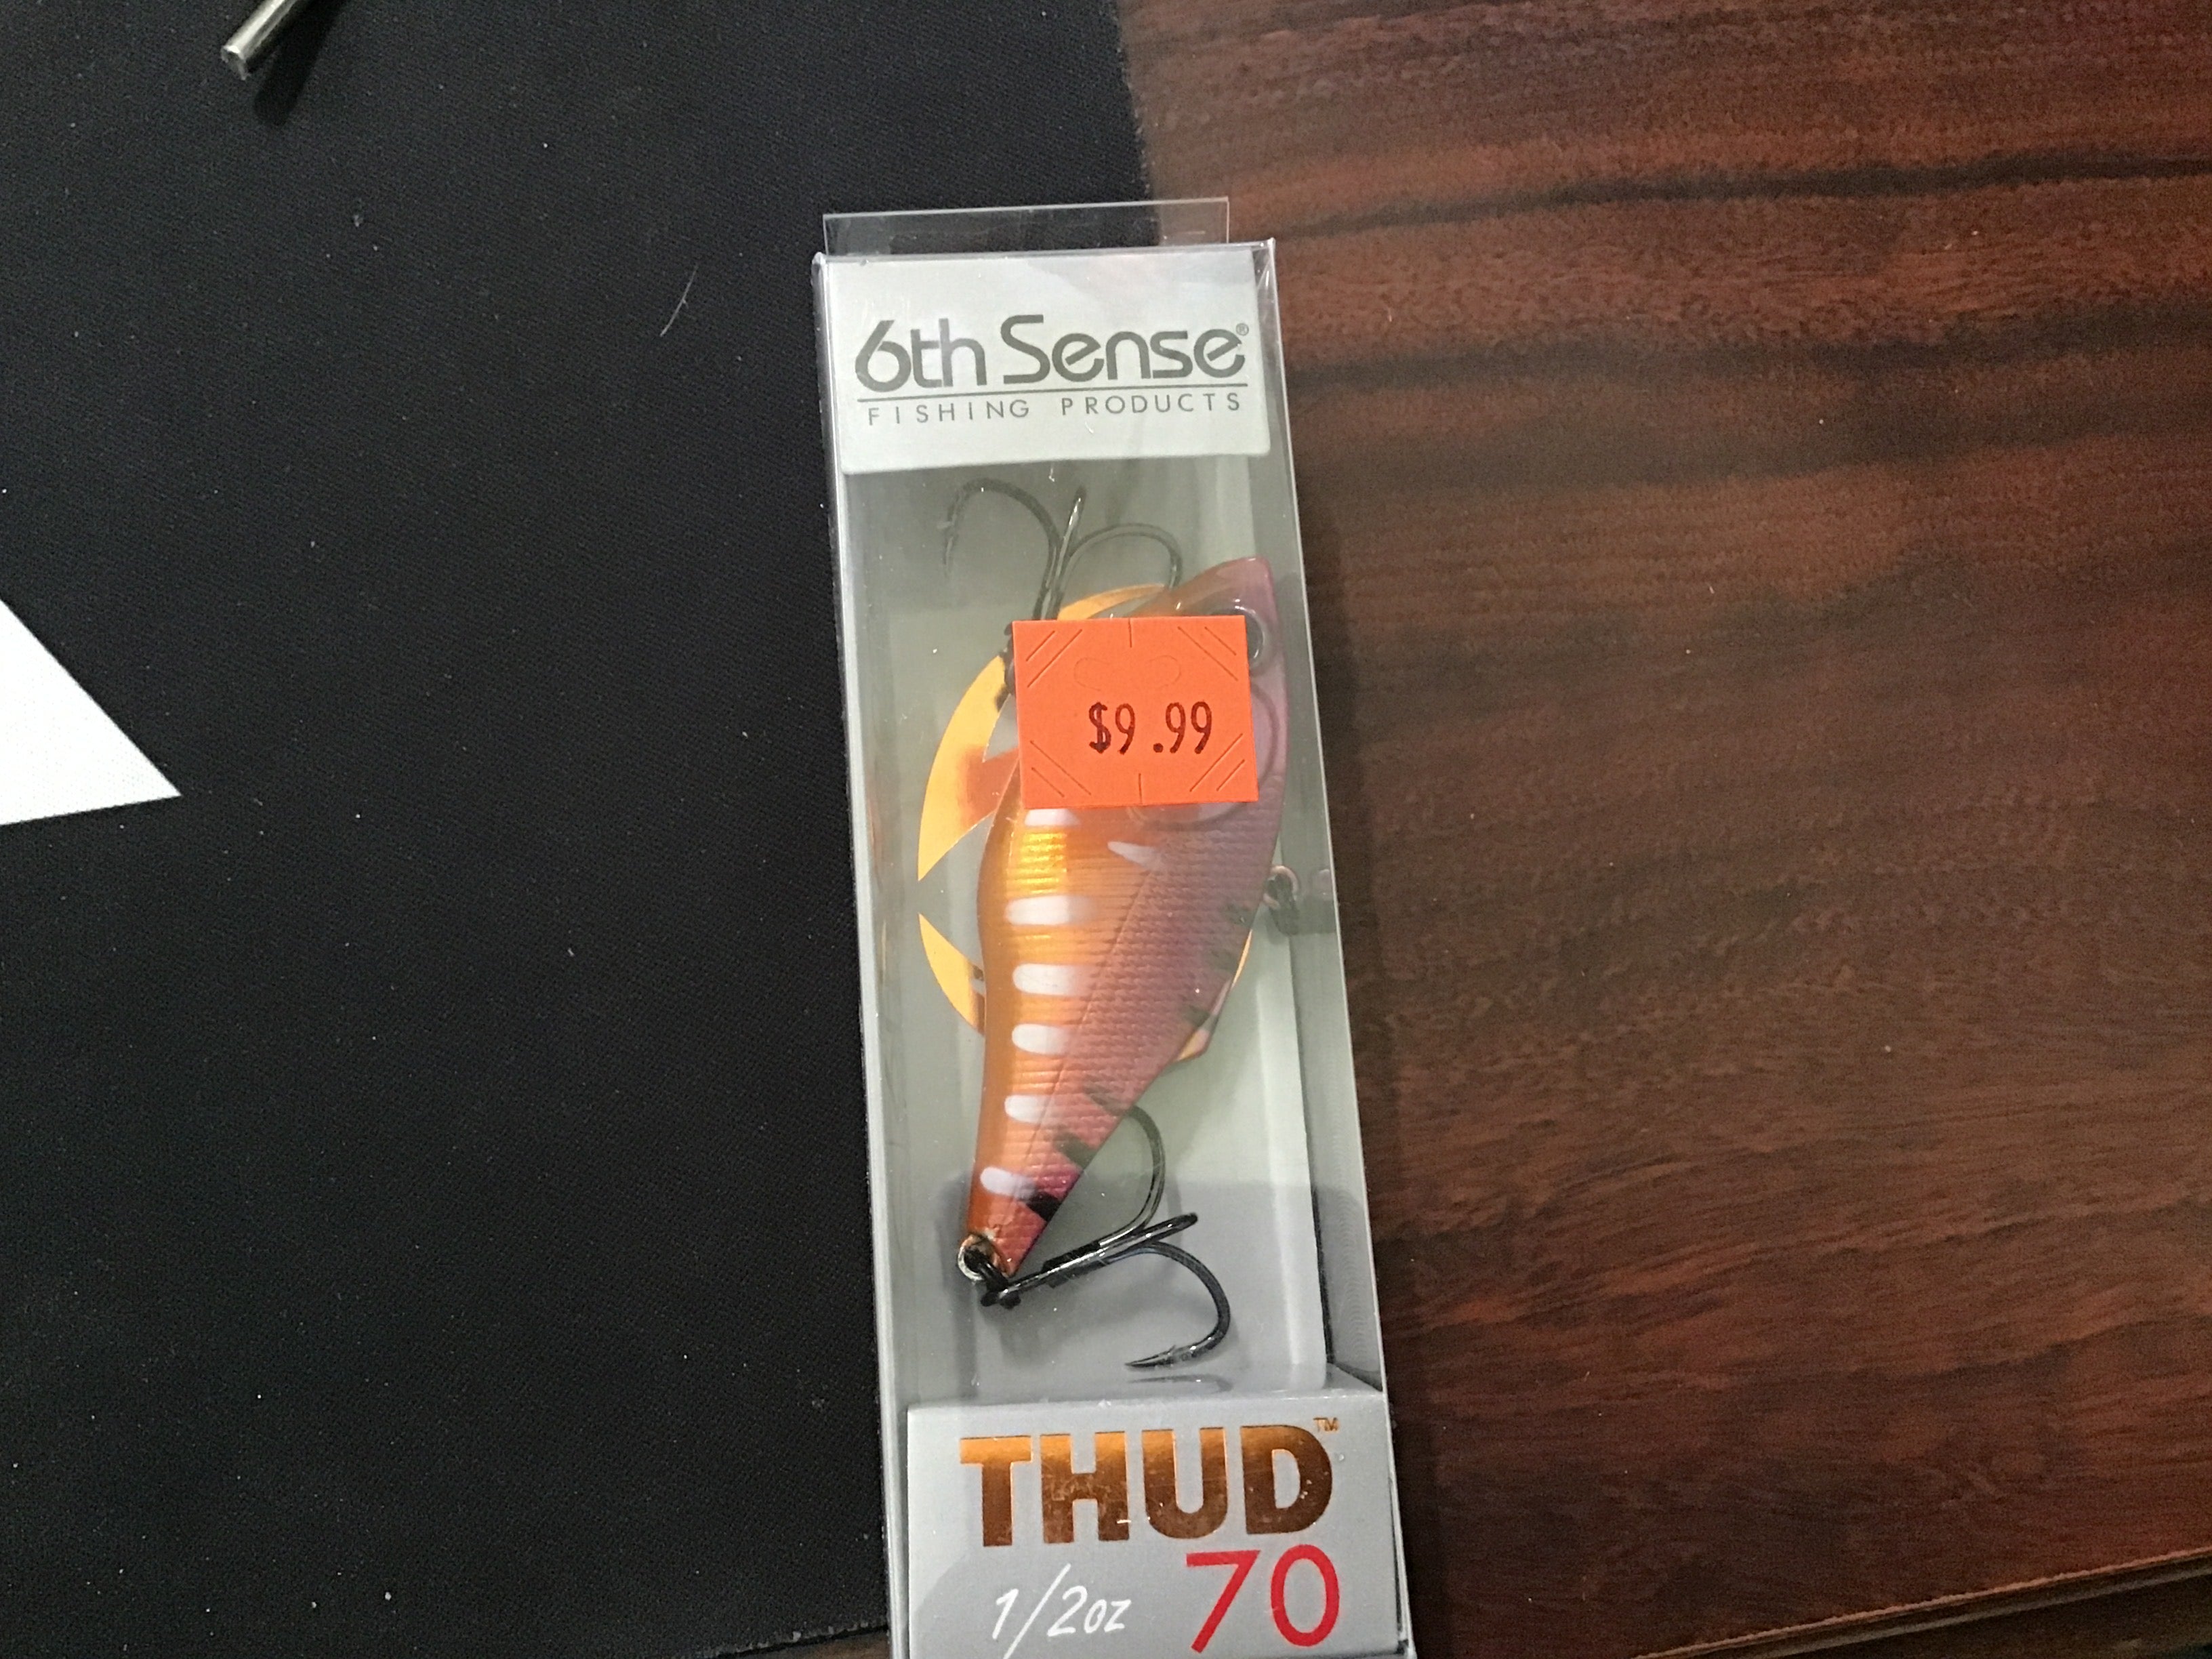 6th Sense®
FISHING PRODUCTS
$9.99
THUD™
1/2oz 70